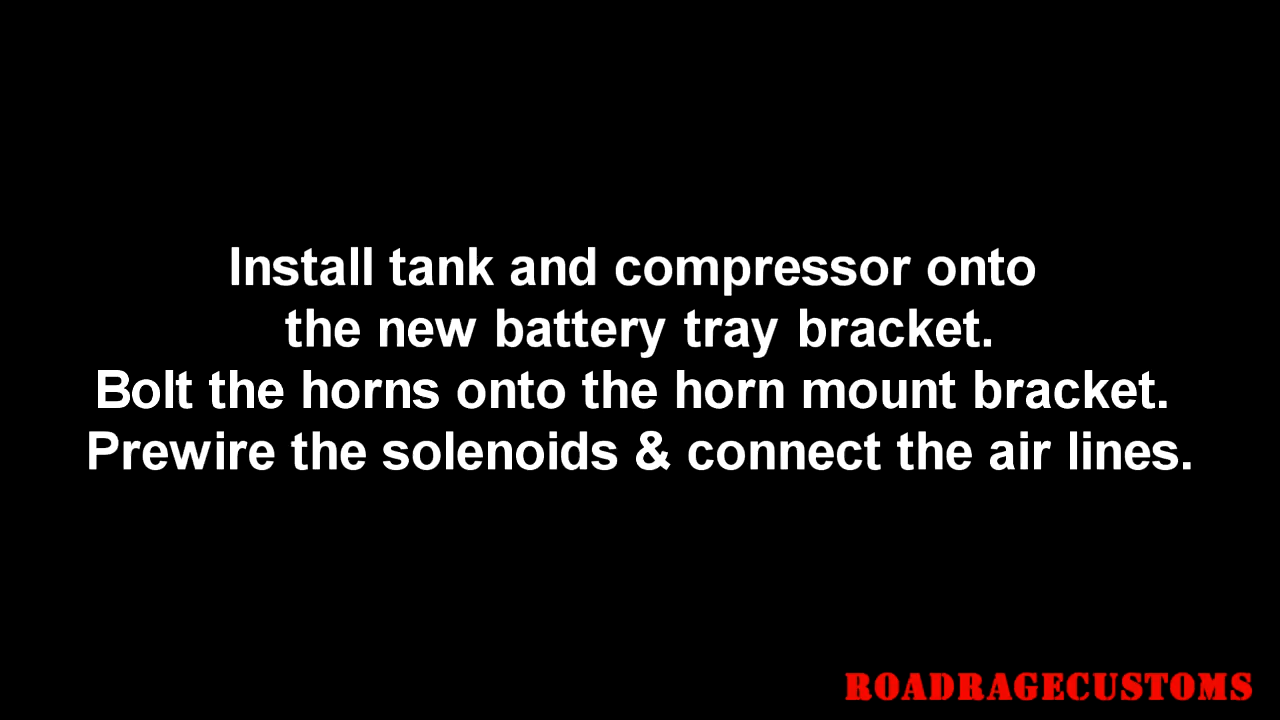 Install tank and compressor onto
the new battery tray bracket.
Bolt the horns onto the horn mount bracket.
Prewire the solenoids & connect the air lines.
ROADRAGECUSTOMS